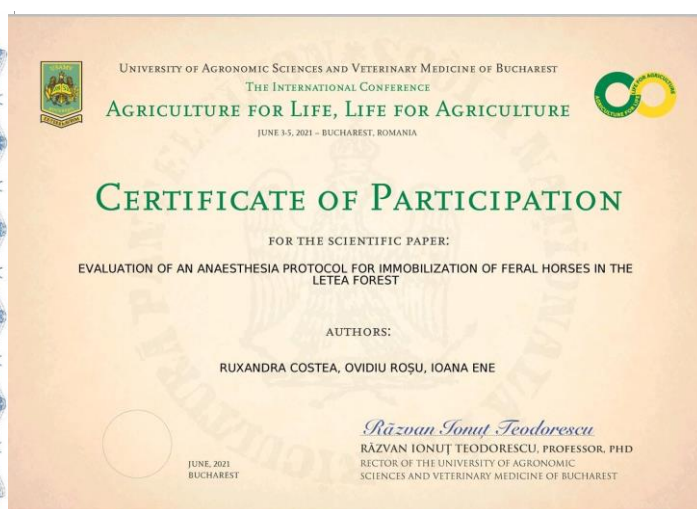 UNIVERSITY OF AGRONOMIC SCIENCES AND VETERINARY MEDICINE OF BUCHAREST
THE INTERNATIONAL CONFERENCE
AGRICULTURE FOR LIFE, LIFE FOR AGRICULTURE
JUNE 3-5, 2021 – BUCHAREST, ROMANIA
CERTIFICATE OF PARTICIPATION
FOR THE SCIENTIFIC PAPER:
EVALUATION OF AN ANAESTHESIA PROTOCOL FOR IMMOBILIZATION OF FERAL HORSES IN THE
LETEA FOREST
AUTHORS:
RUXANDRA COSTEA, OVIDIU ROȘU, IOANA ENE
Răzvan Ionuț Teodorescu
RĂZVAN IONUȚ TEODORESCU, PROFESSOR, PHD
RECTOR OF THE UNIVERSITY OF AGRONOMIC
SCIENCES AND VETERINARY MEDICINE OF BUCHAREST
JUNE, 2021
BUCHAREST